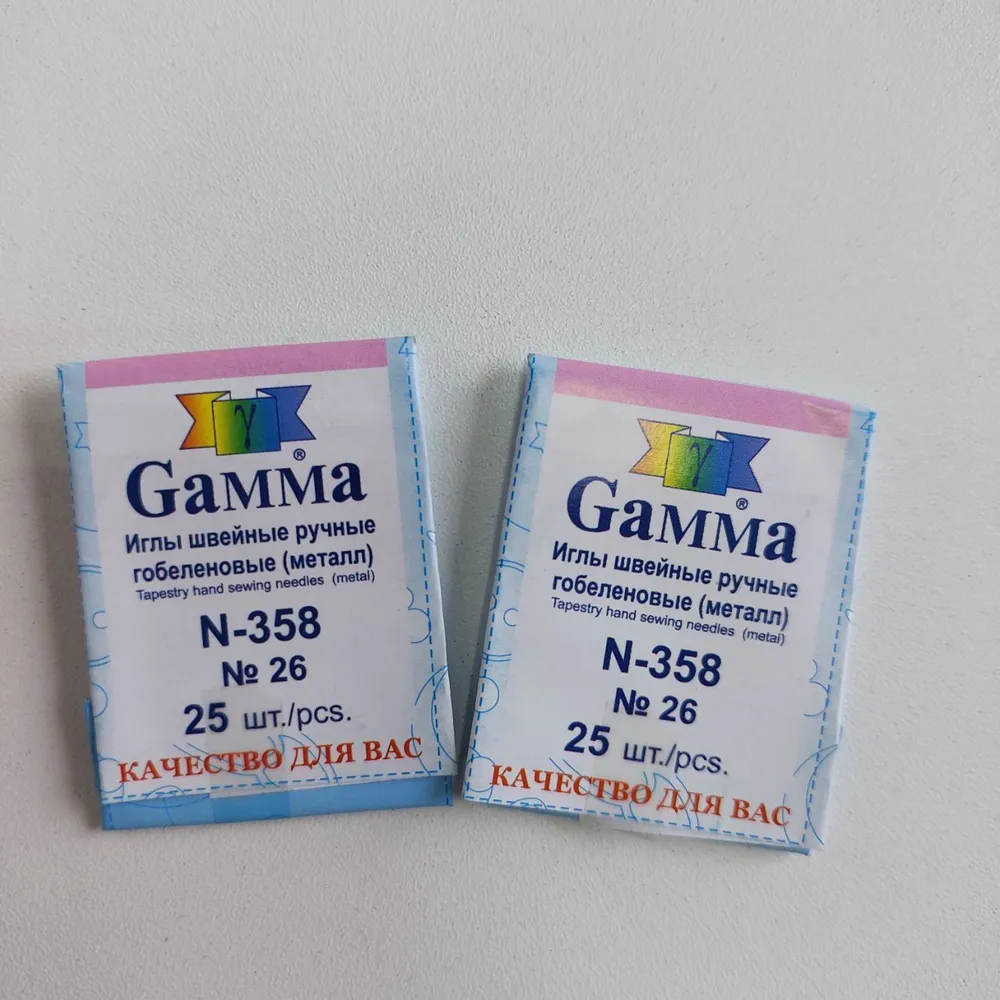 γ
®
Gамма
Иглы швейные ручные
гобеленовые (металл)
Tapestry hand sewing needles (metal)
N-358
№ 26
25 шт./pcs.
КАЧЕСТВО ДЛЯ ВАС
γ
®
Gамма
Иглы швейные ручные
гобеленовые (металл)
Tapestry hand sewing needles (metal)
N-358
№ 26
25 шт./pcs.
КАЧЕСТВО ДЛЯ ВАС